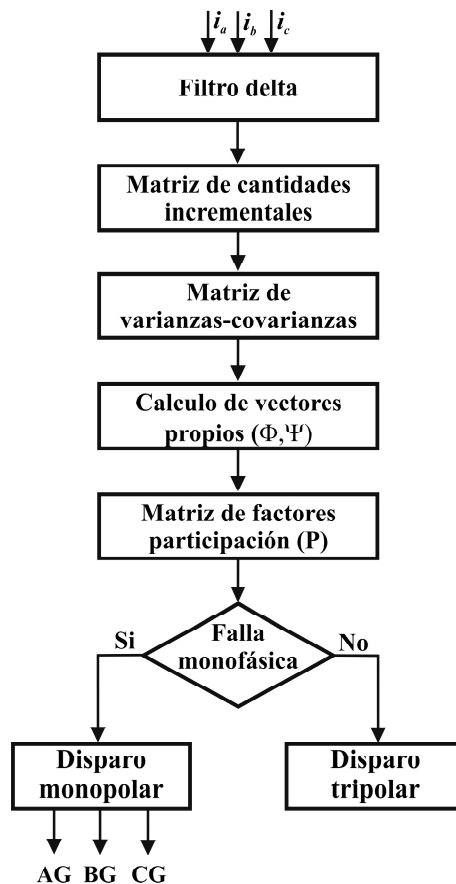 i_a i_b i_c
Filtro delta
Matriz de cantidades
incrementales
Matriz de
varianzas-covarianzas
Calculo de vectores
propios (Φ,Ψ)
Matriz de factores
participación (P)
Falla
monofásica
Si
No
Disparo
monopolar
Disparo
tripolar
AG BG CG